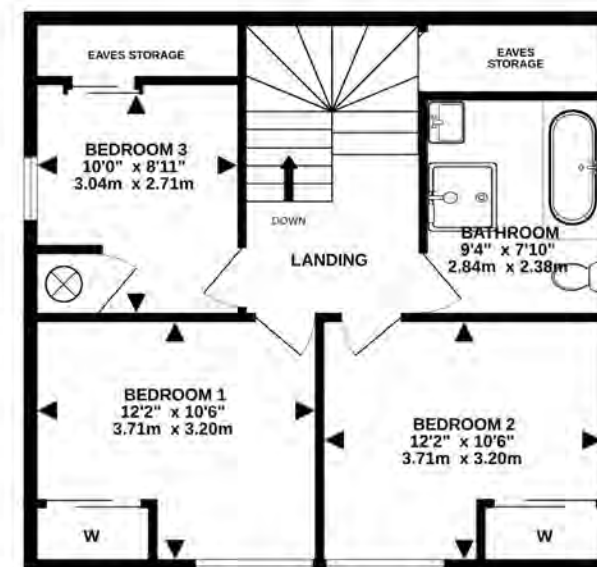 EAVES STORAGE
EAVES
STORAGE
BEDROOM 3
10'0" x 8'11"
3.04m x 2.71m
DOWN
LANDING
BATHROOM
9'4" x 7'10"
2.84m x 2.38m
BEDROOM 1
12'2" x 10'6"
3.71m x 3.20m
BEDROOM 2
12'2" x 10'6"
3.71m x 3.20m
W
W